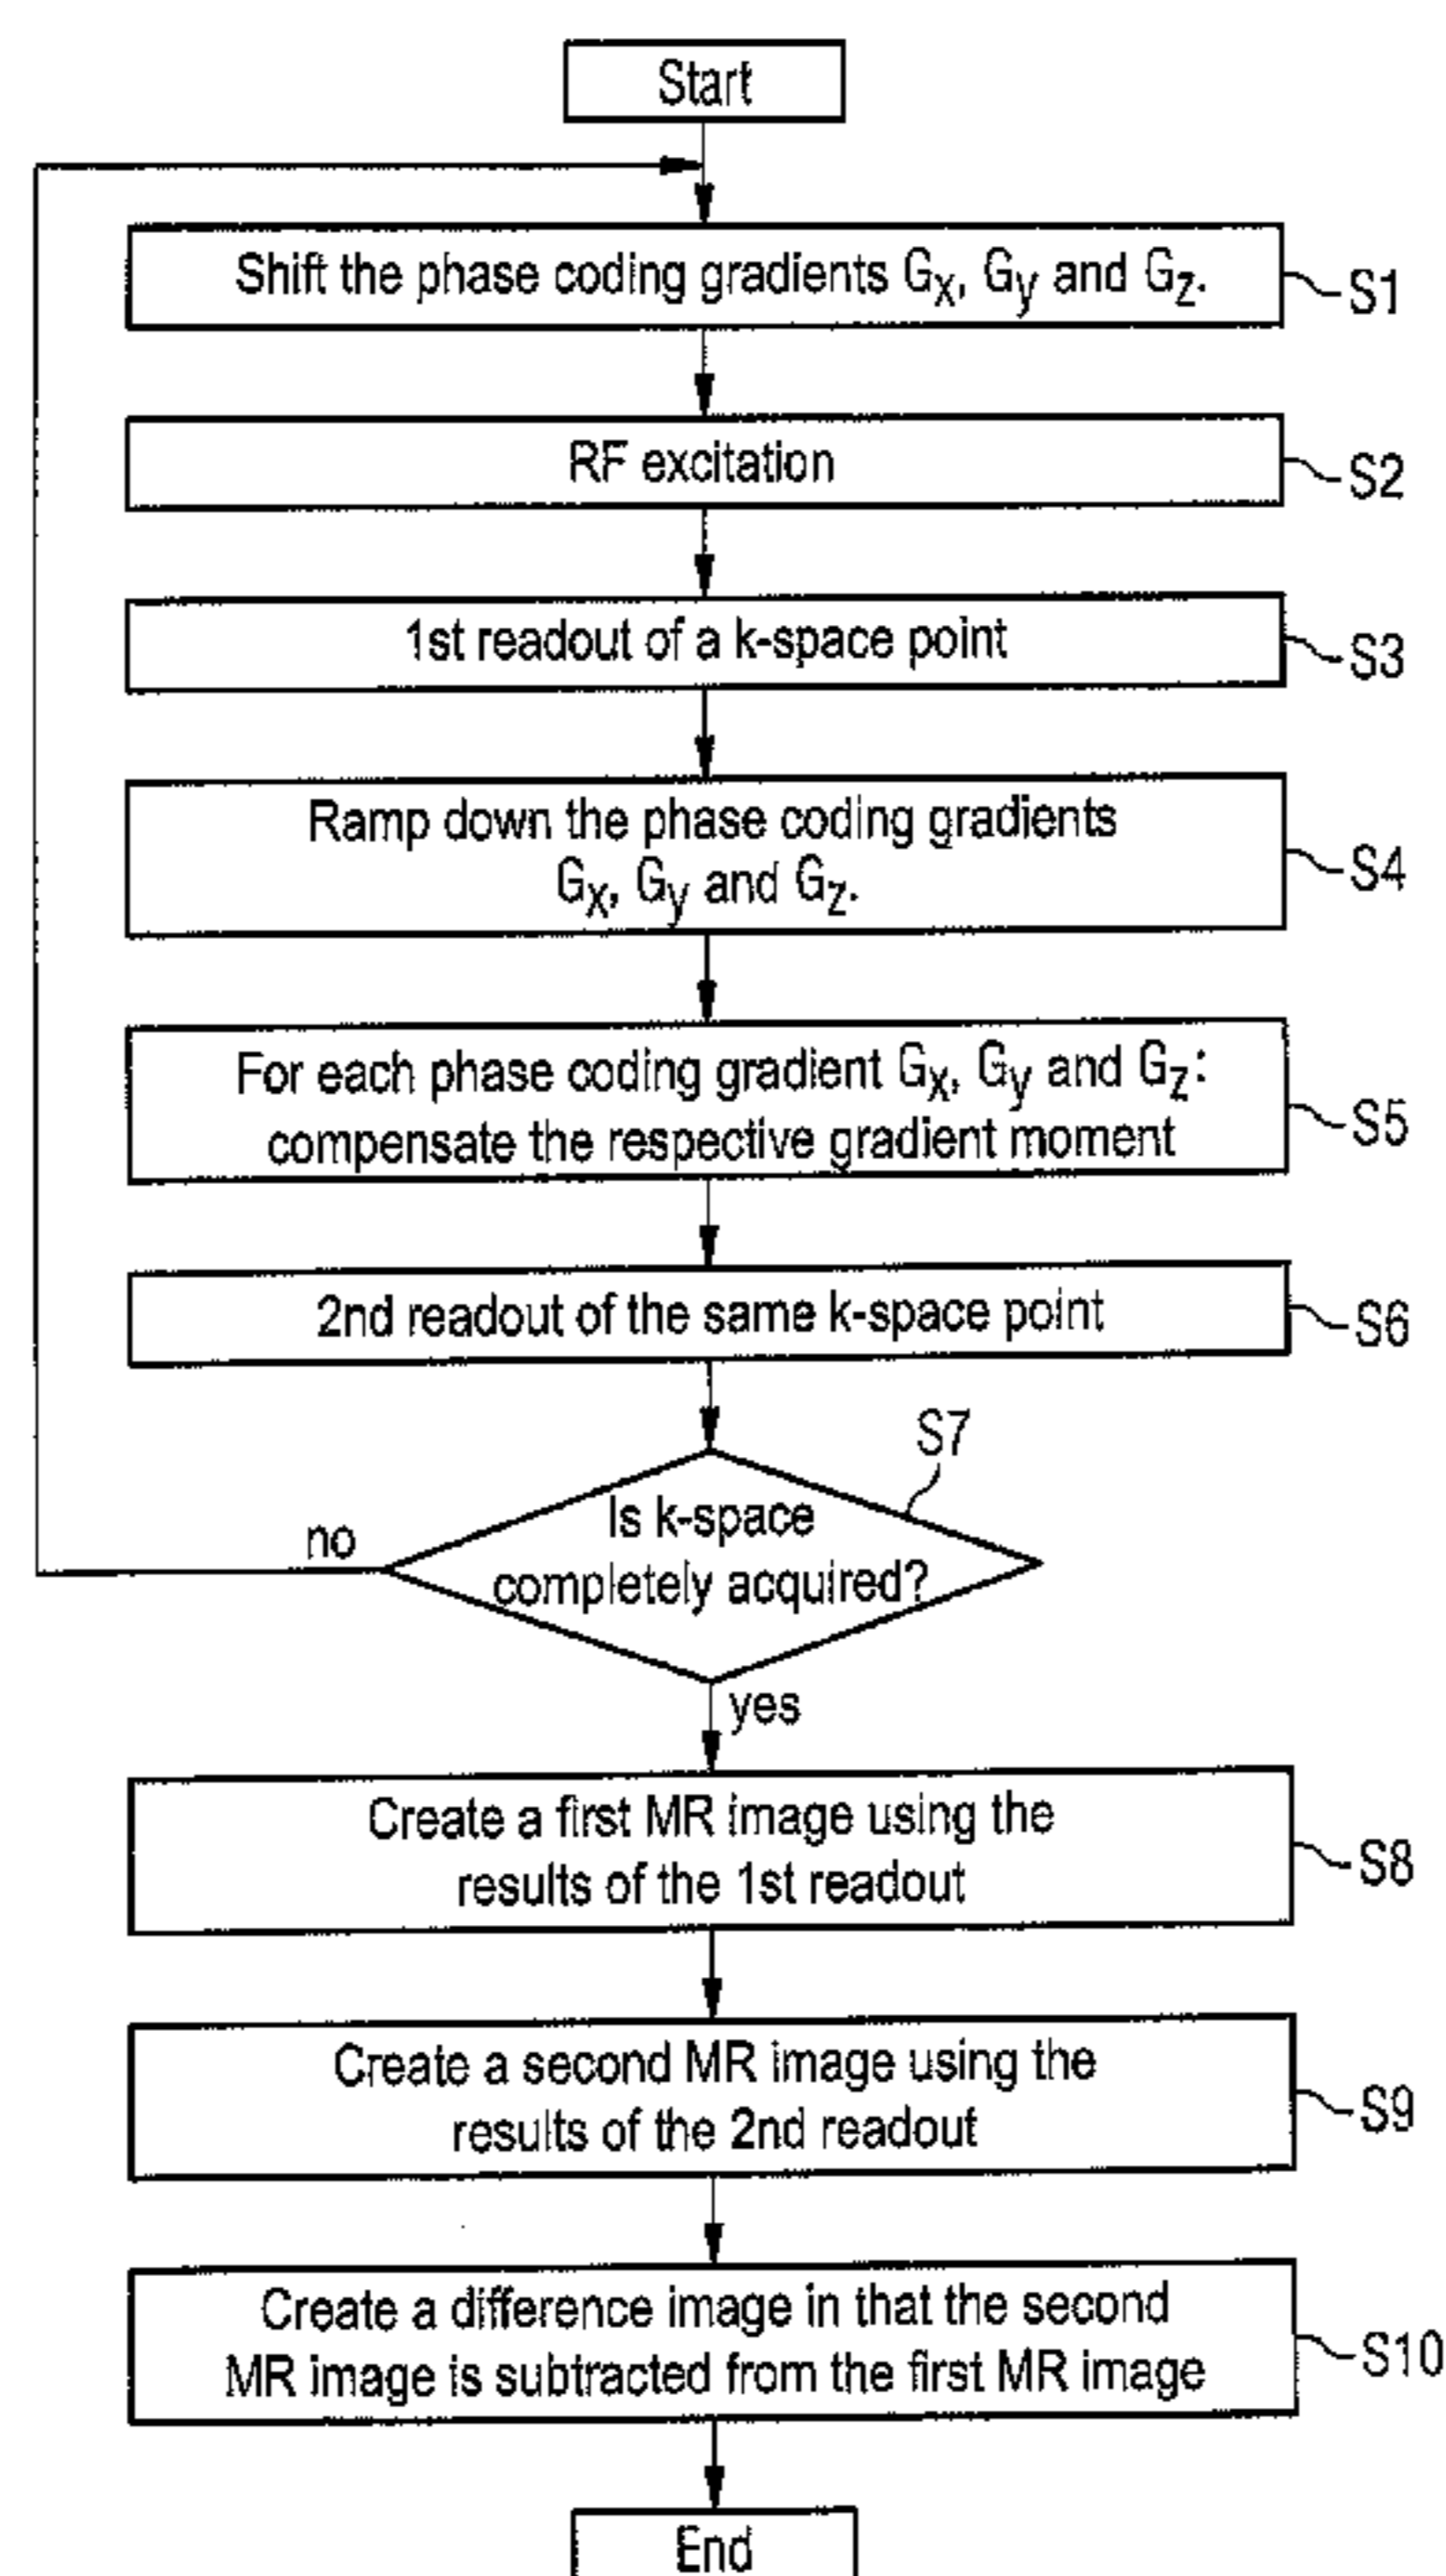 Start
Shift the phase coding gradients Gx, Gy and Gz.
S1
RF excitation
S2
1st readout of a k-space point
S3
Ramp down the phase coding gradients
Gx, Gy and Gz.
S4
For each phase coding gradient Gx, Gy and Gz:
compensate the respective gradient moment
S5
2nd readout of the same k-space point
S6
S7
Is k-space
completely acquired?
no
yes
Create a first MR image using the
results of the 1st readout
S8
Create a second MR image using the
results of the 2nd readout
S9
Create a difference image in that the second
MR image is subtracted from the first MR image
S10
End